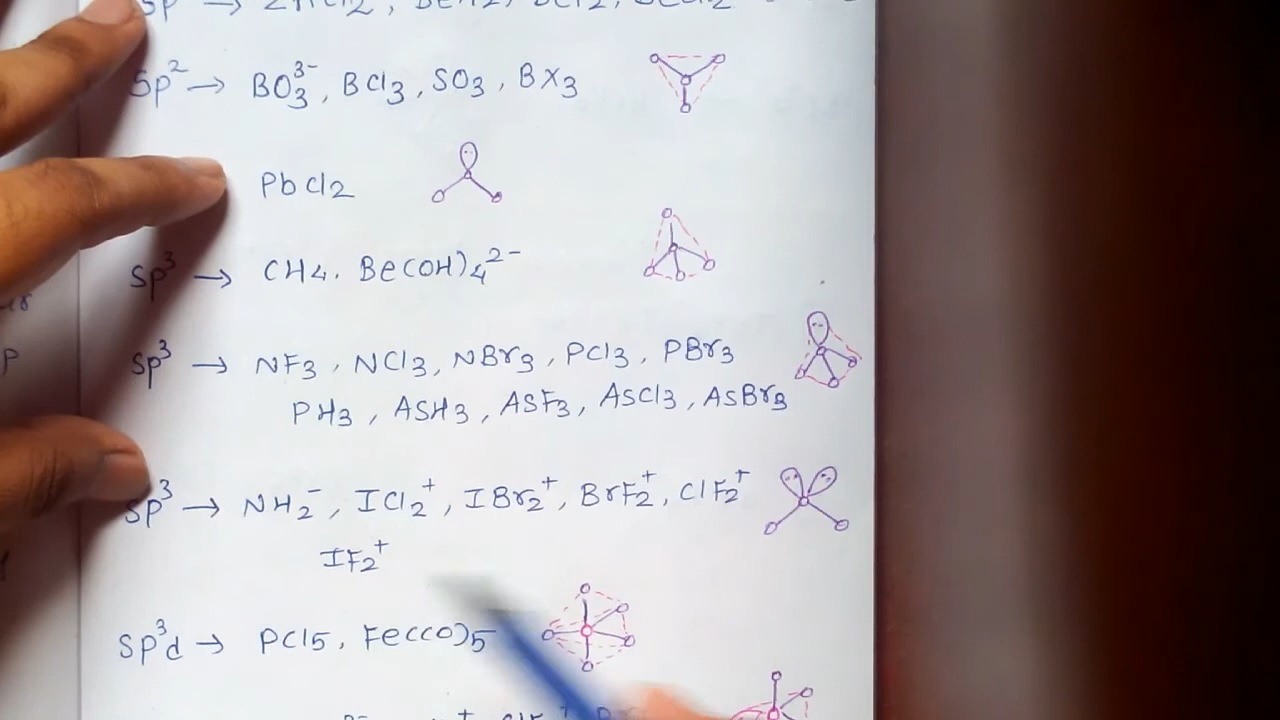 Sp²→ BO₃³⁻, BCl₃, SO₃, BX₃
PbCl₂
Sp³ → CH₄. Be(OH)₄²⁻
Sp³ → NF₃, NCl₃, NBr₃, PCl₃, PBr₃
PH₃, ASH₃, ASF₃, ASCl₃, ASBr₃
Sp³ → NH₂⁻, ICl₂⁺, IBr₂⁺, BrF₂⁺, ClF₂⁺
IF₂⁺
Sp³d → PCl₅, Fe(CO)₅